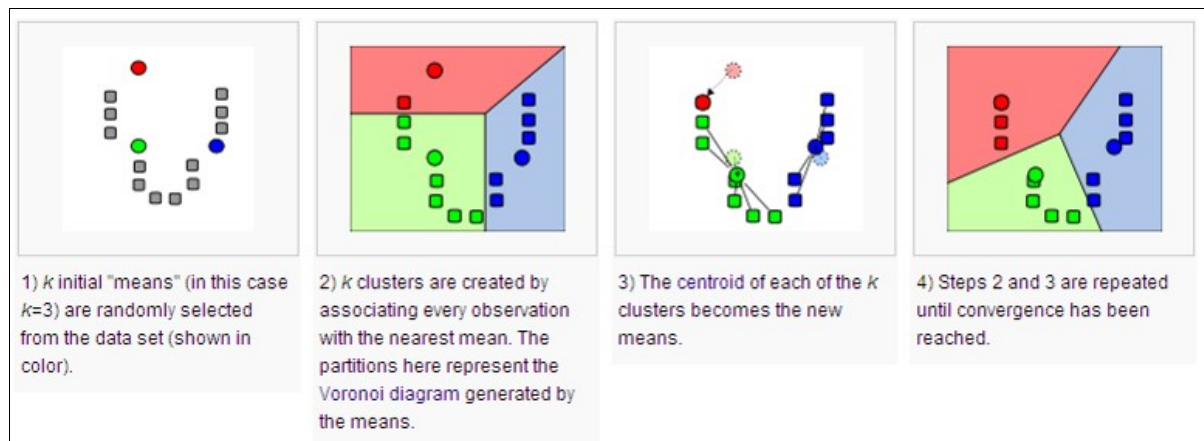 1) k initial "means" (in this case
k=3) are randomly selected
from the data set (shown in
color).
2) k clusters are created by
associating every observation
with the nearest mean. The
partitions here represent the
Voronoi diagram generated by
the means.
3) The centroid of each of the k
clusters becomes the new
means.
4) Steps 2 and 3 are repeated
until convergence has been
reached.